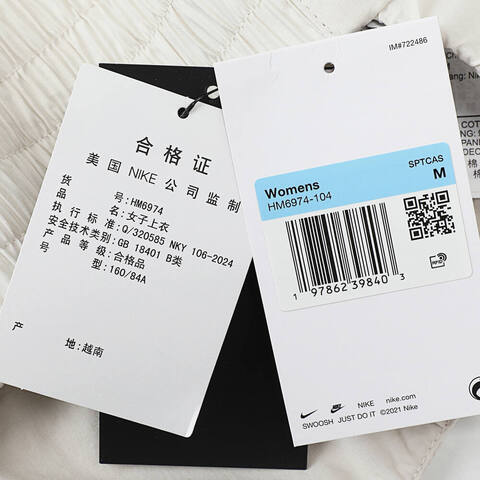 合格证
美国 NIKE 公司监制
货 号:HM6974
品 名:女子上衣
执行标准:Q/320585 NKY 106-2024
安全技术类别:GB 18401 B类
产品等级:合格品
型:160/84A
产 地:越南
IM#722486
SPTCAS
Womens M
HM6974-104
1 97862 39840 3
RFID
NIKE nike.com
SWOOSH JUST DO IT ©2021 Nike